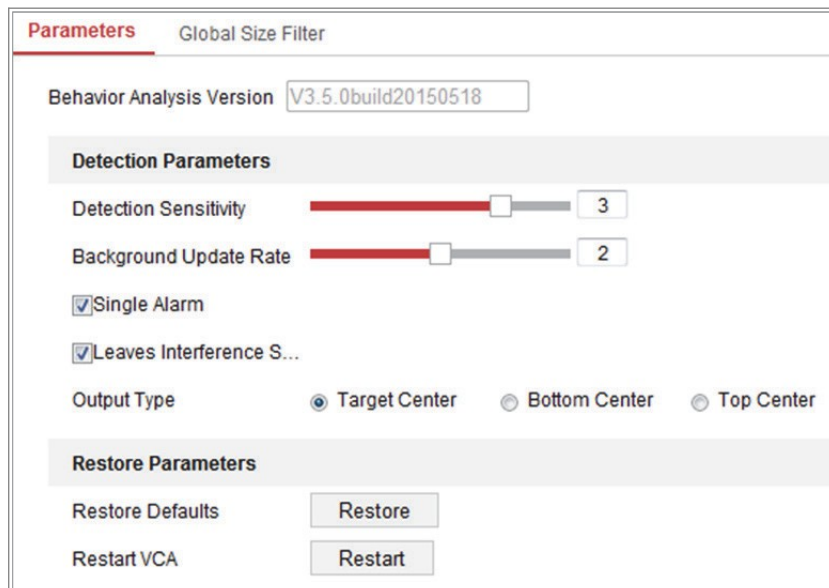 Parameters Global Size Filter
Behavior Analysis Version V3.5.0build20150518
Detection Parameters
Detection Sensitivity 3
Background Update Rate 2
Single Alarm
Leaves Interference S...
Output Type Target Center Bottom Center Top Center
Restore Parameters
Restore Defaults Restore
Restart VCA Restart